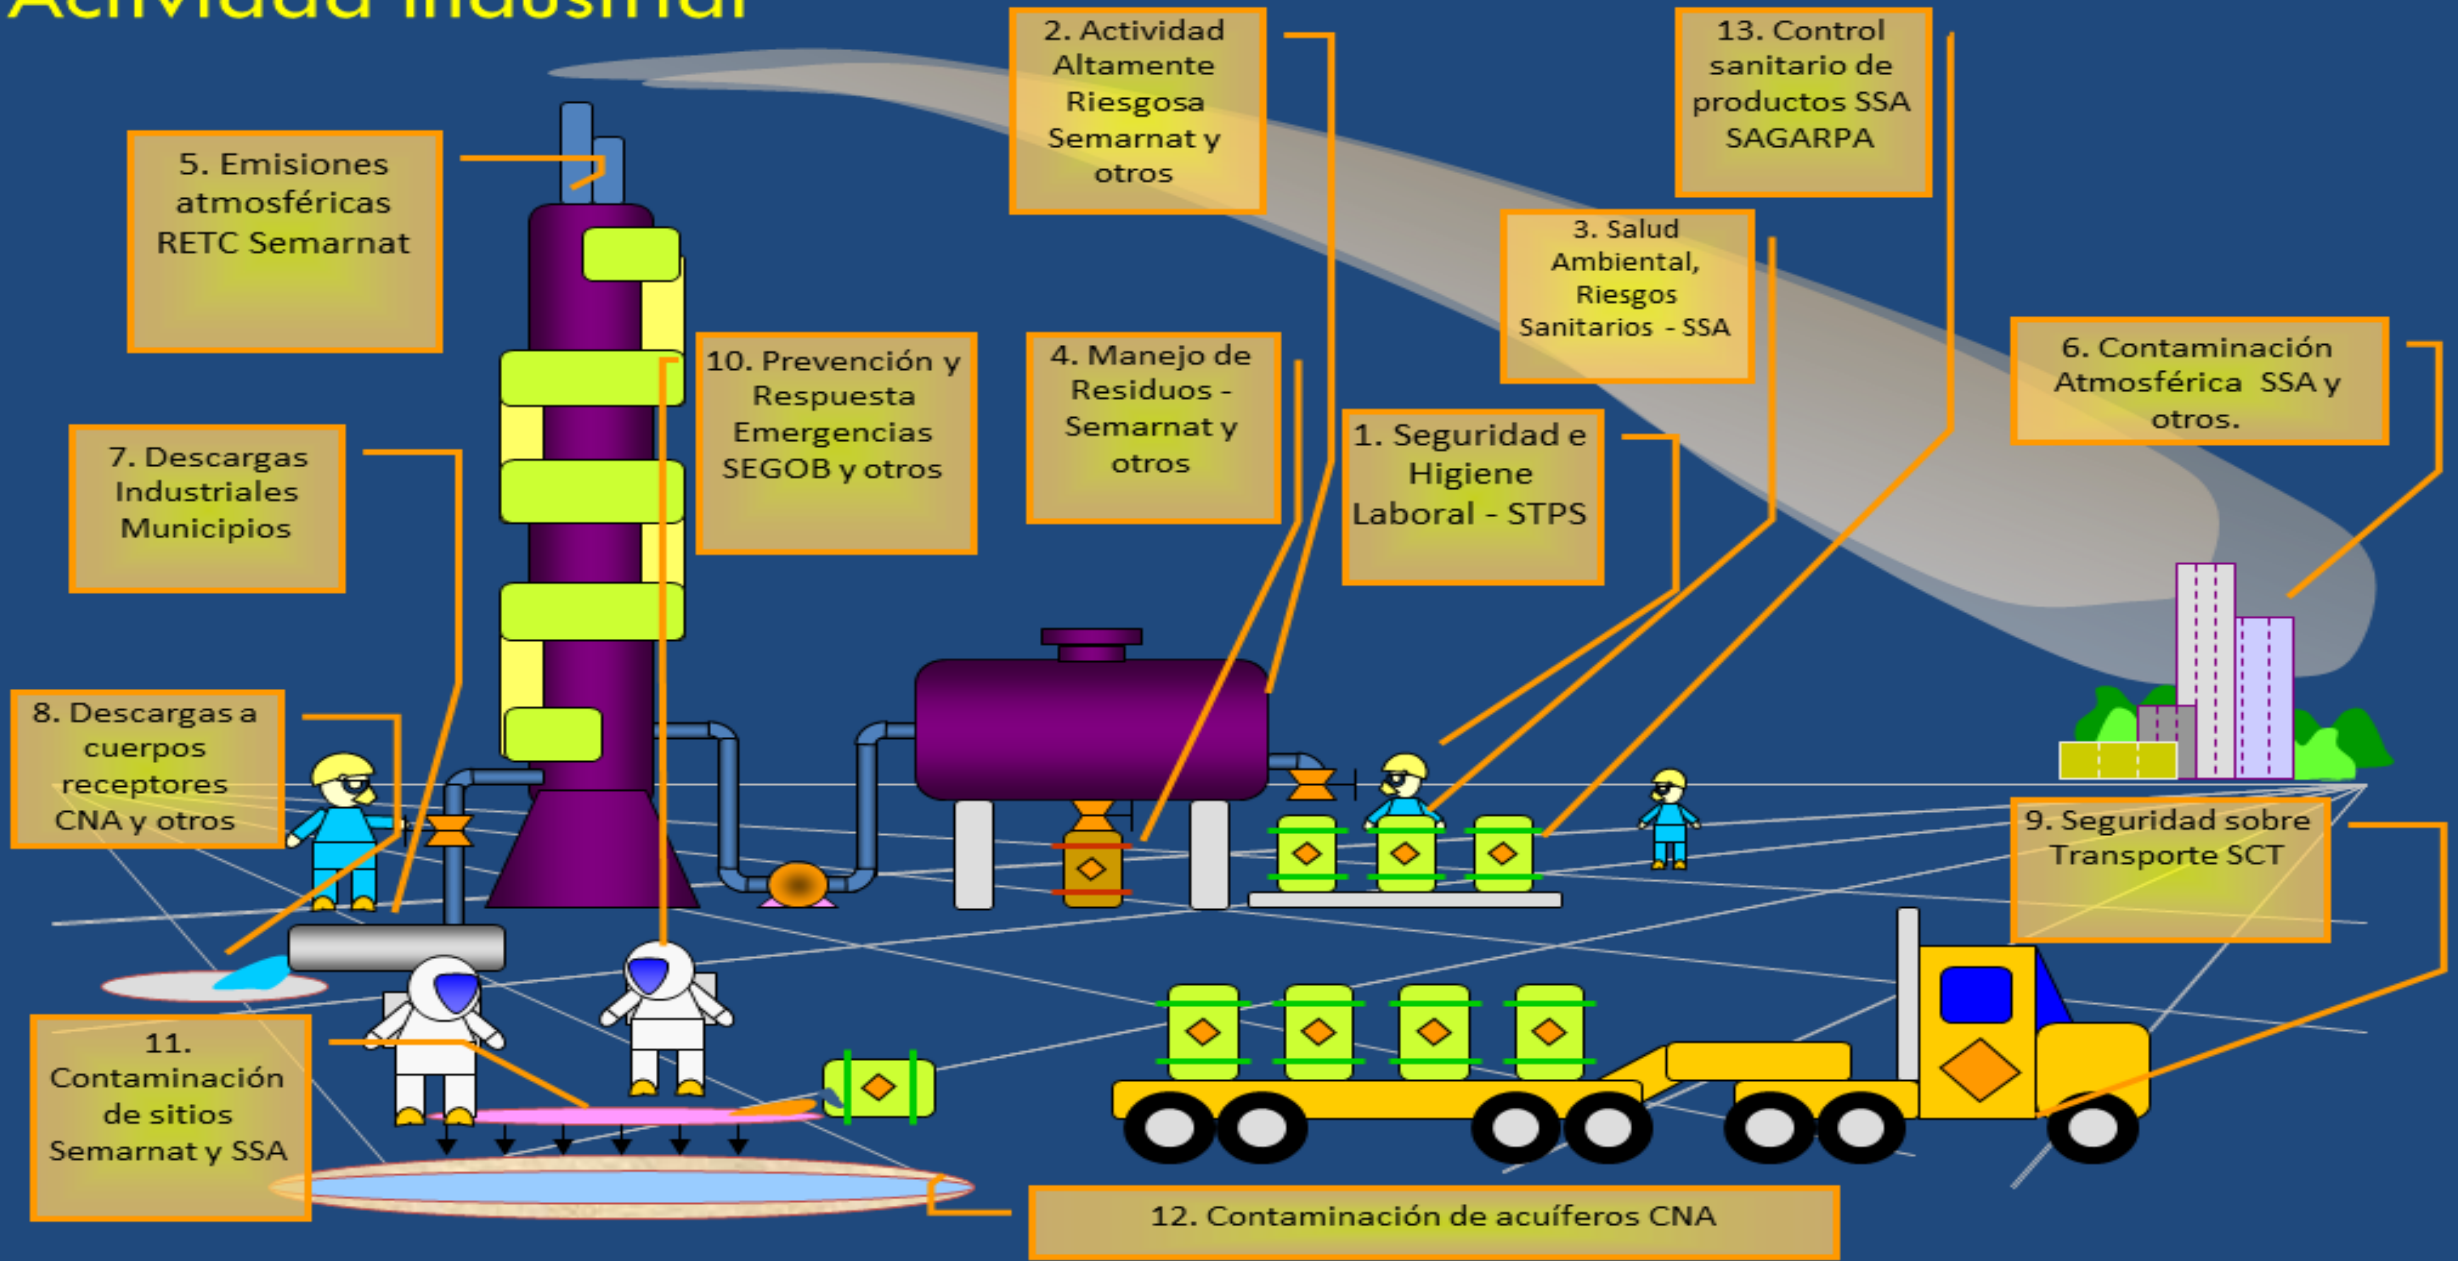 Actividad Industrial
2. Actividad
Altamente
Riesgosa
Semarnat y
otros
13. Control
sanitario de
productos SSA
SAGARPA
5. Emisiones
atmosféricas
RETC Semarnat
3. Salud
Ambiental,
Riesgos
Sanitarios - SSA
10. Prevención y
Respuesta
Emergencias
SEGOB y otros
4. Manejo de
Residuos -
Semarnat y
otros
6. Contaminación
Atmosférica SSA y
otros.
1. Seguridad e
Higiene
Laboral - STPS
7. Descargas
Industriales
Municipios
8. Descargas a
cuerpos
receptores
CNA y otros
9. Seguridad sobre
Transporte SCT
11.
Contaminación
de sitios
Semarnat y SSA
12. Contaminación de acuíferos CNA